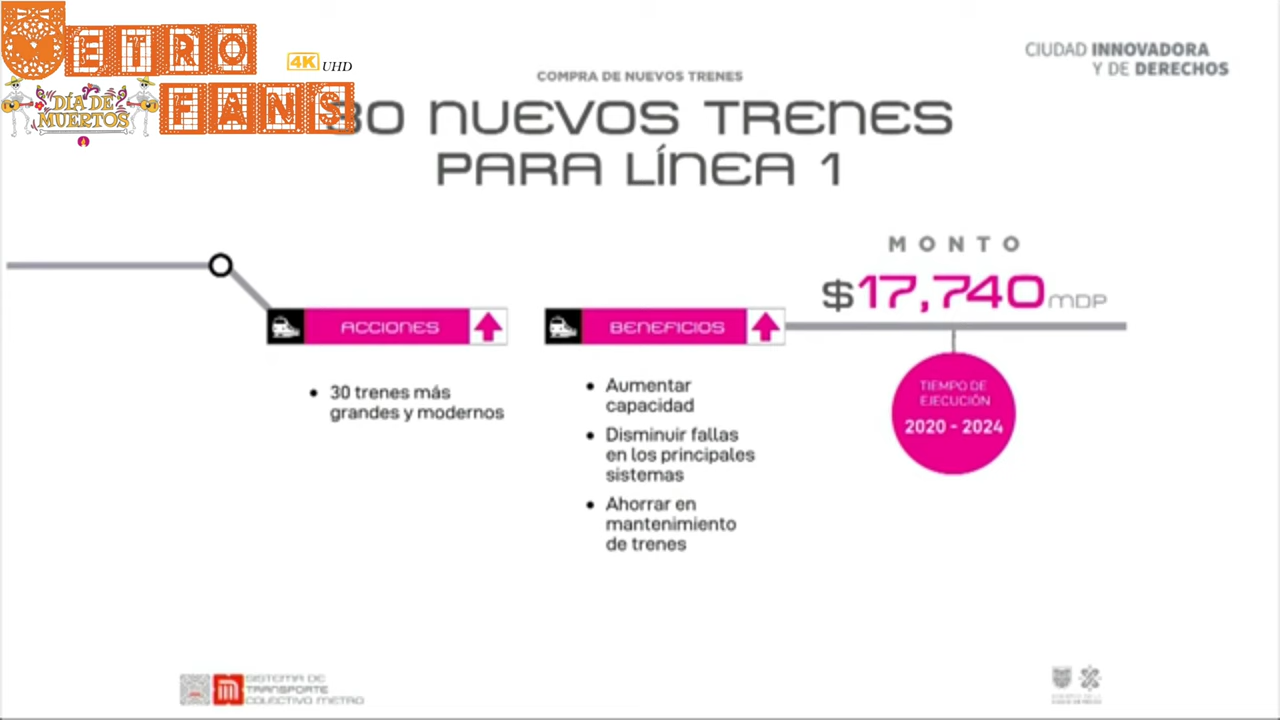 METRO
FANS
DÍA DE
MUERTOS
4K UHD
CIUDAD INNOVADORA
Y DE DERECHOS
COMPRA DE NUEVOS TRENES
30 NUEVOS TRENES
PARA LÍNEA 1
MONTO
$17,740 MDP
ACCIONES
BENEFICIOS
• 30 trenes más
grandes y modernos
• Aumentar
capacidad
• Disminuir fallas
en los principales
sistemas
• Ahorrar en
mantenimiento
de trenes
TIEMPO DE
EJECUCIÓN
2020 - 2024
SISTEMA DE
TRANSPORTE
COLECTIVO METRO